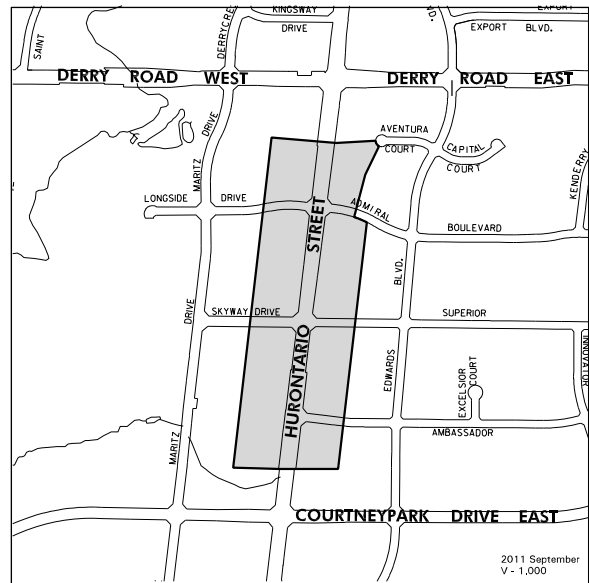 KINGSWAY
DRIVE
SAINT
DERRYCRE
EXPORT
EXPORT BLVD.
DERRY ROAD WEST
DERRY ROAD EAST
AVENTURA
COURT
CAPITAL
COURT
DRIVE
MARITZ
KENDERRY
LONGSIDE DRIVE
ADMIRAL
BOULEVARD
STREET
BLVD.
DRIVE
SKYWAY DRIVE
SUPERIOR
HURONTARIO
EDWARDS
EXCELSIOR
COURT
INNOVATOR
AMBASSADOR
MARITZ
COURTNEYPARK DRIVE EAST
2011 September
V - 1,000